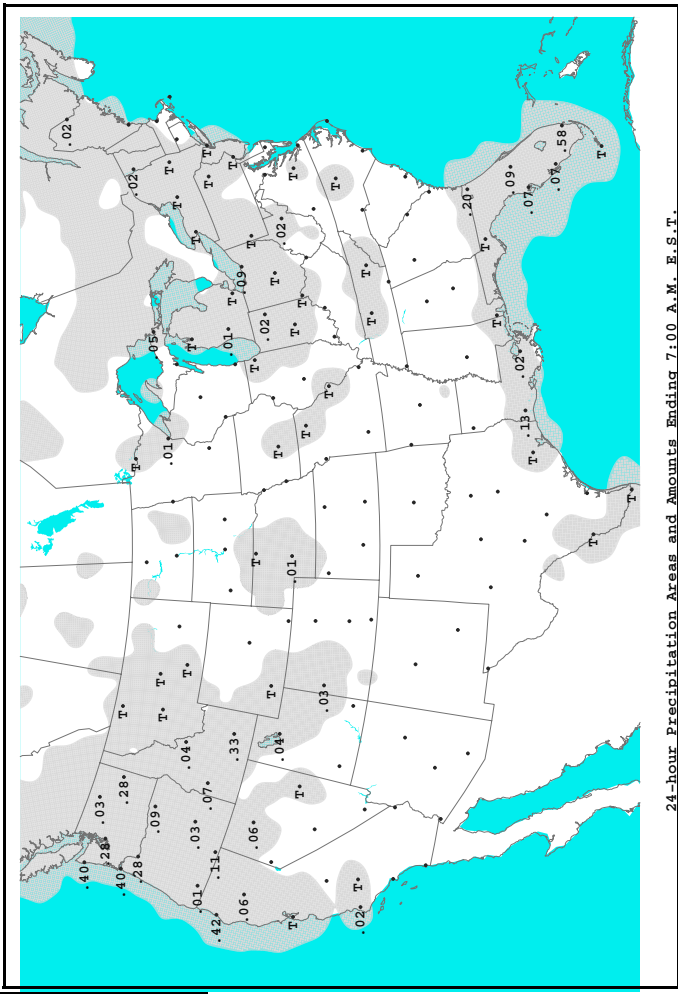 .02
.40
.03
.28
.40
T
.28
.02
T
.28
.05
.09
T
T
.01
T
T
.04
T
T
.03
T
.01
T
.07
T
.11
.42
.01
T
T
.33
.09
.06
T
.06
T
T
.02
T
T
T
.04
.02
.01
T
T
T
T
T
T
.03
T
T
T
.02
T
T
.20
T
T
.09
.02
.13
.07
T
.07
.58
T
T
T
24-hour Precipitation Areas and Amounts Ending 7:00 A.M. E.S.T.